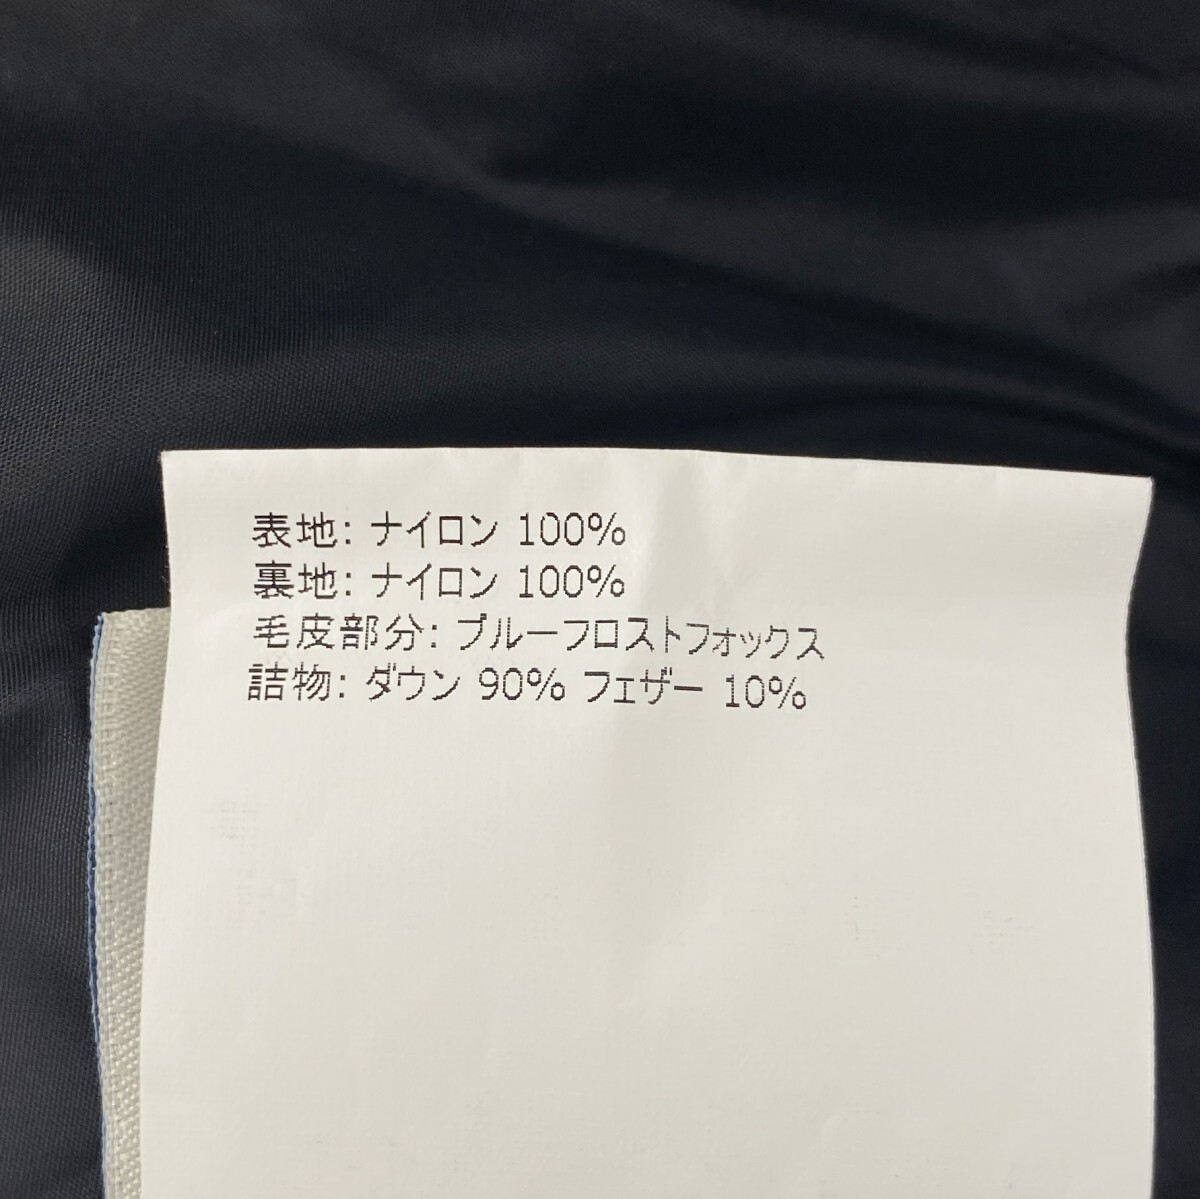 表地: ナイロン 100%
裏地: ナイロン 100%
毛皮部分: ブルーフロストフォックス
詰物: ダウン 90% フェザー 10%